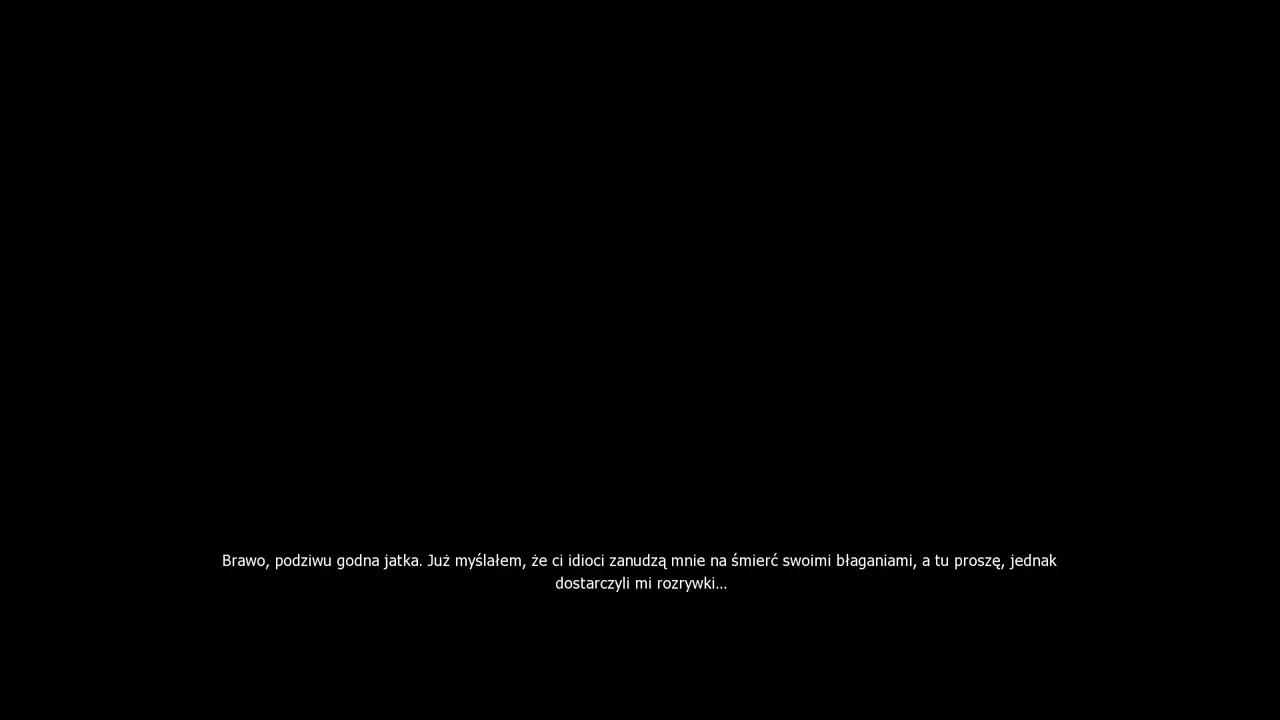 Brawo, podziwu godna jatka. Już myślałem, że ci idioci zanudzą mnie na śmierć swoimi błaganiami, a tu proszę, jednak
dostarczyli mi rozrywki...